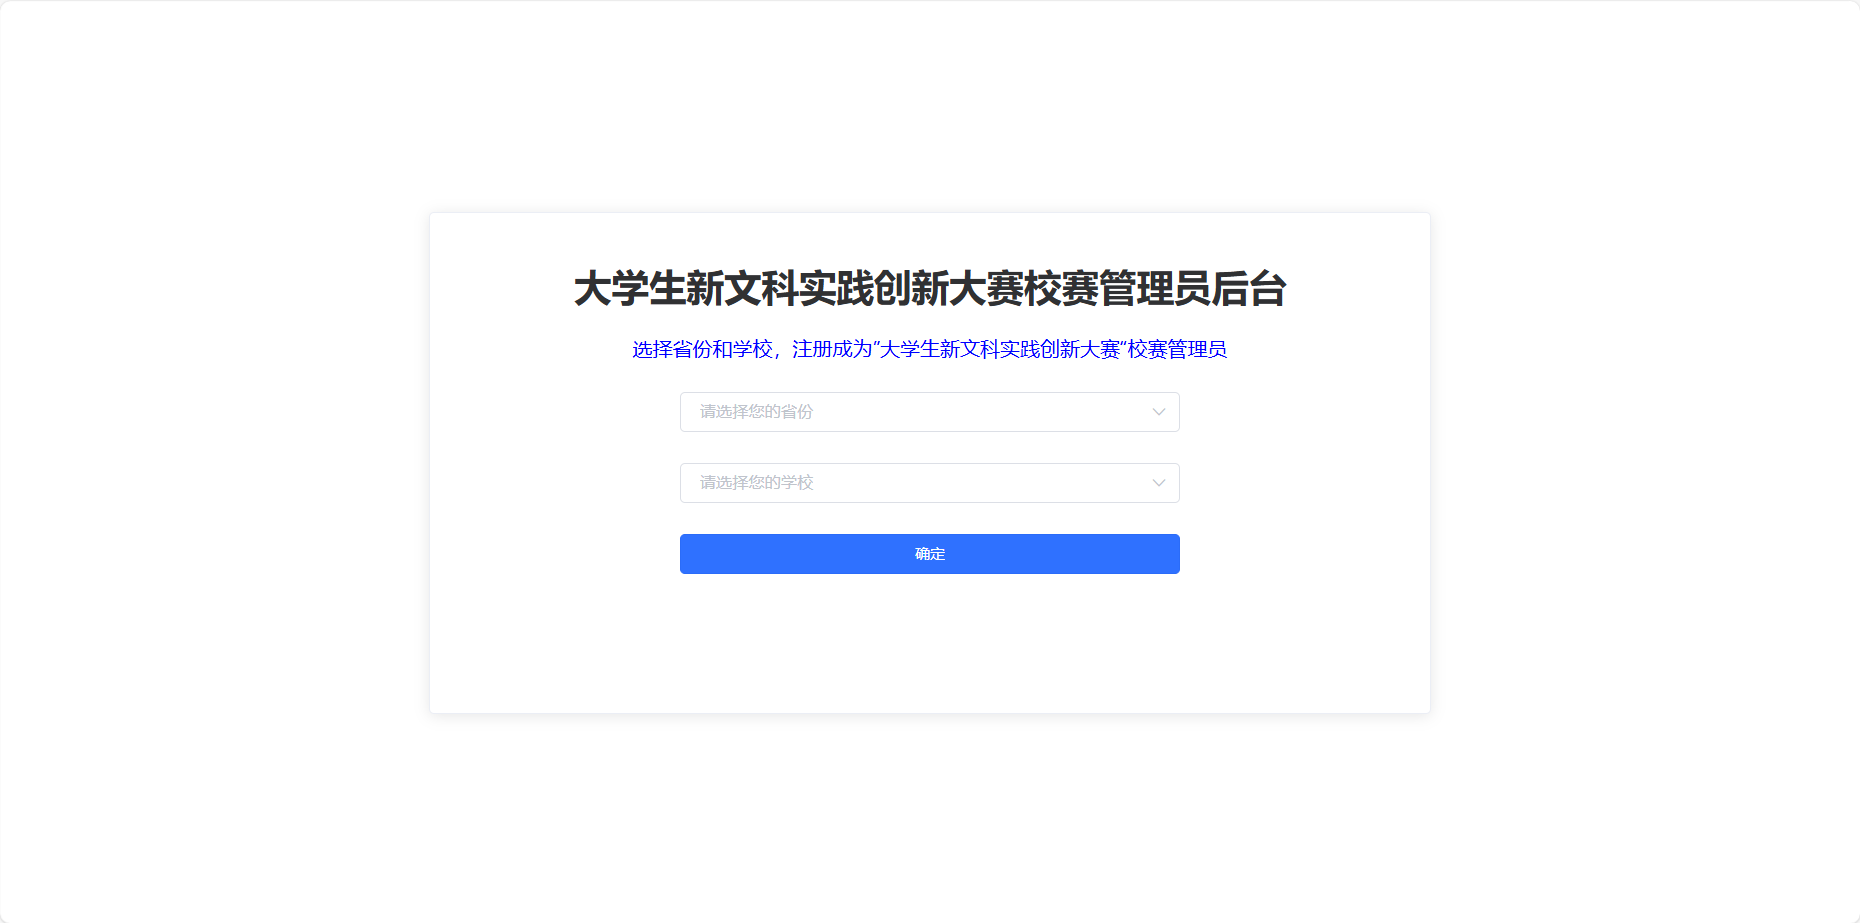 大学生新文科实践创新大赛校赛管理员后台
选择省份和学校，注册成为”大学生新文科实践创新大赛“校赛管理员
请选择您的省份
请选择您的学校
确定